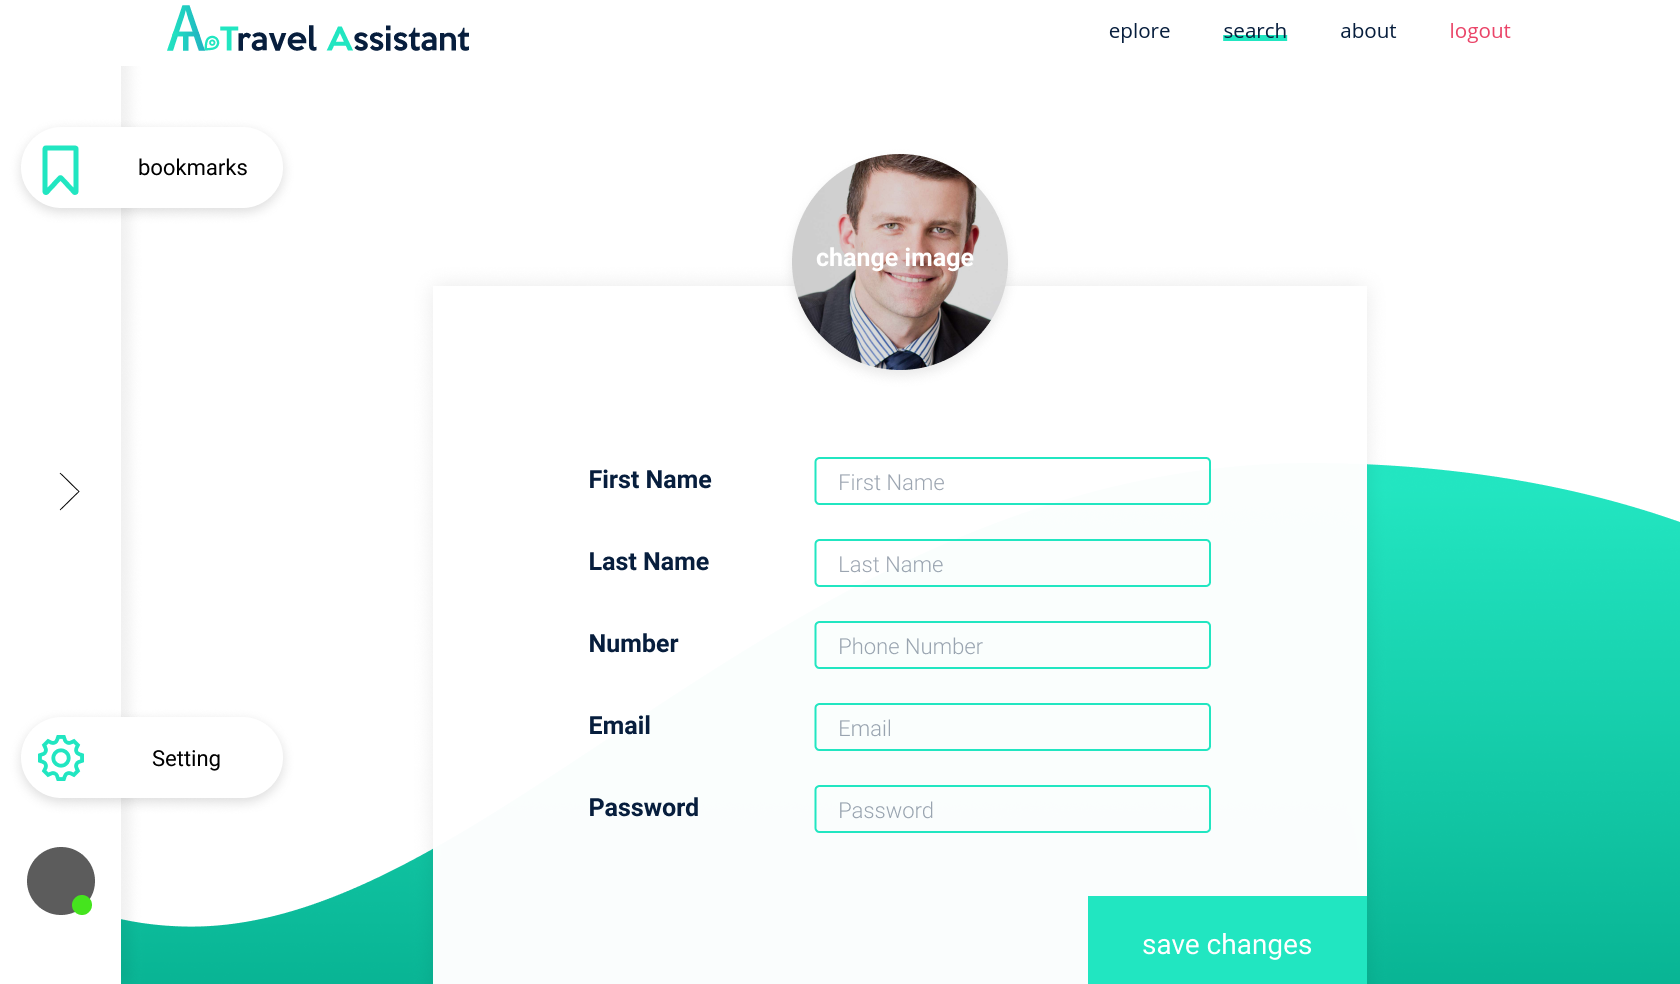 Travel Assistant
eplore
search
about
logout
bookmarks
change image
First Name
First Name
Last Name
Last Name
Number
Phone Number
Email
Email
Setting
Password
Password
save changes